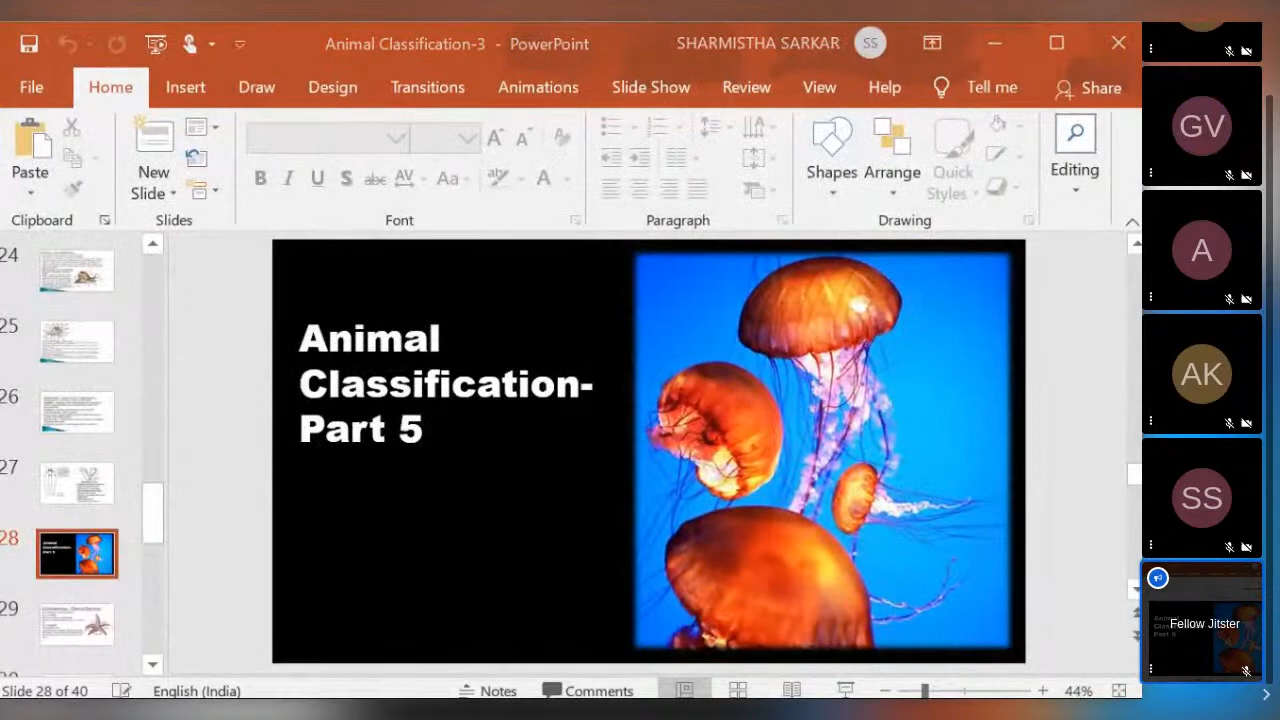 Animal Classification-3 - PowerPoint
SHARMISTHA SARKAR
SS
File
Home
Insert
Draw
Design
Transitions
Animations
Slide Show
Review
View
Help
Tell me
Share
Paste
New
Slide
Shapes
Arrange
Quick
Styles
Editing
Clipboard
Slides
Font
Paragraph
Drawing
24
25
26
27
28
29
Animal
Classification-
Part 5
Slide 28 of 40
English (India)
Notes
Comments
44%
GV
A
AK
SS
Fellow Jitster